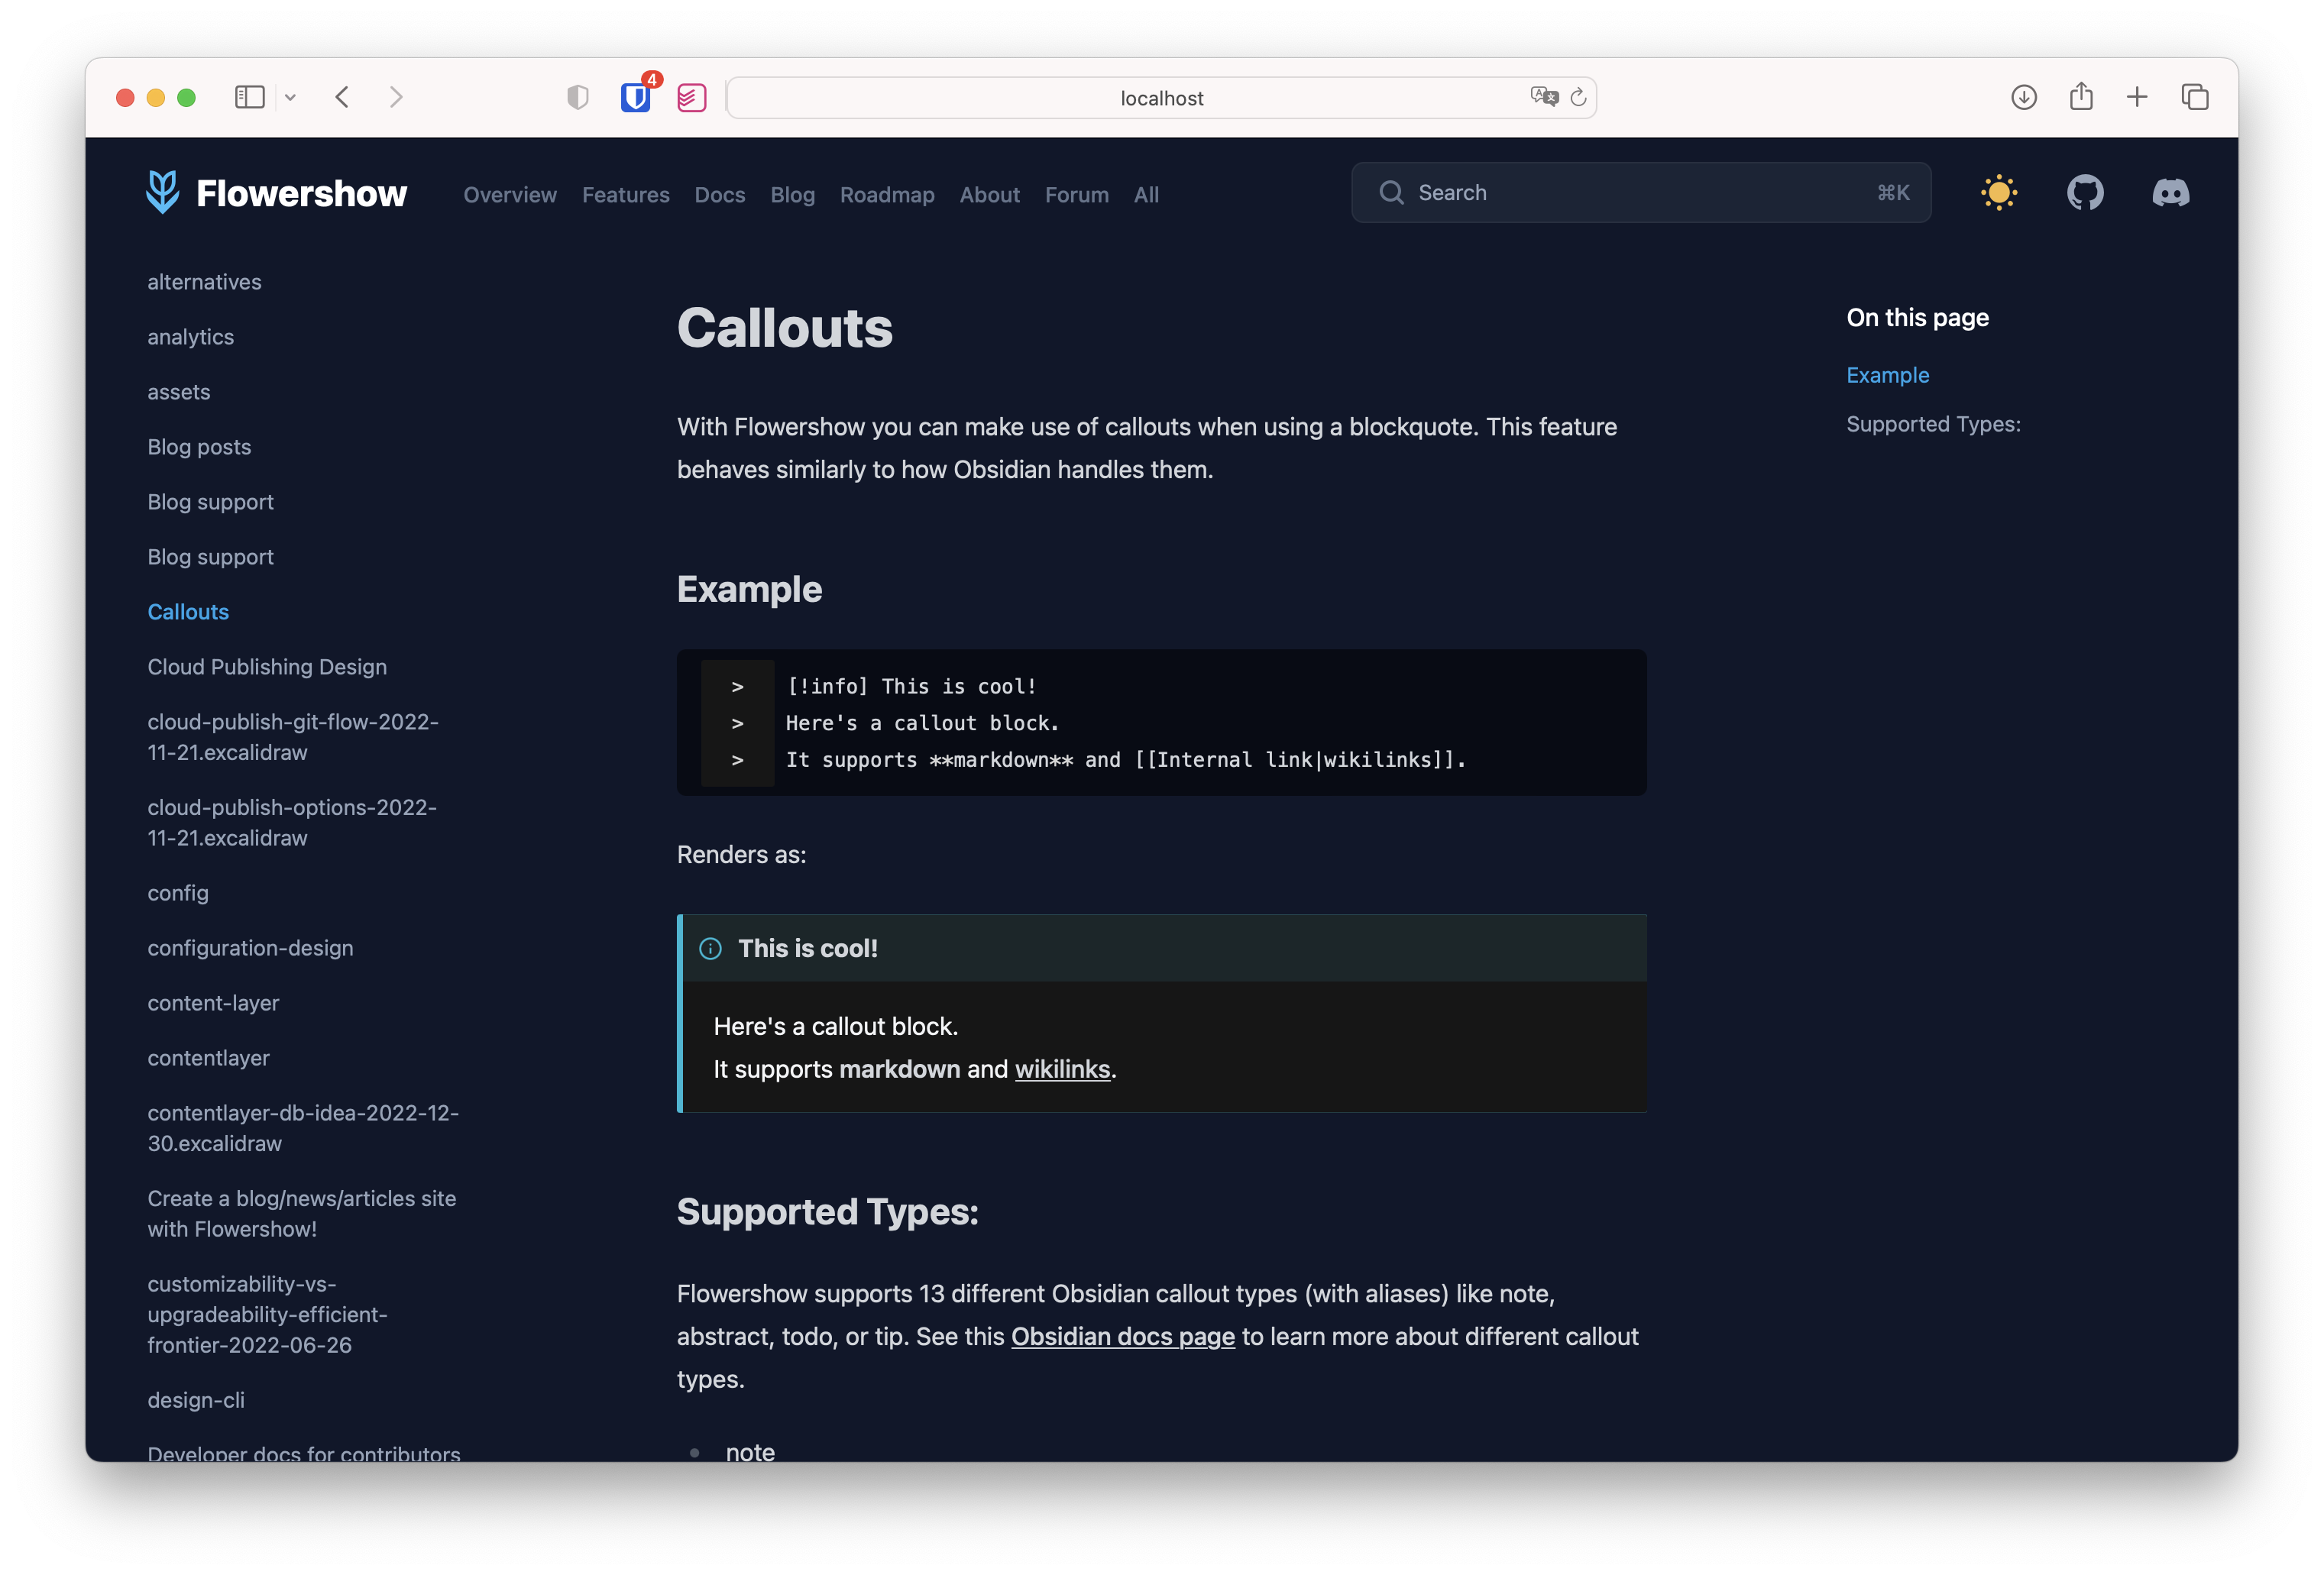 4
localhost
Flowershow
Overview Features Docs Blog Roadmap About Forum All
Search ⌘K
alternatives
analytics
assets
Blog posts
Blog support
Blog support
Callouts
Cloud Publishing Design
cloud-publish-git-flow-2022-
11-21.excalidraw
cloud-publish-options-2022-
11-21.excalidraw
config
configuration-design
content-layer
contentlayer
contentlayer-db-idea-2022-12-
30.excalidraw
Create a blog/news/articles site
with Flowershow!
customizability-vs-
upgradeability-efficient-
frontier-2022-06-26
design-cli
Developer docs for contributors
Callouts
With Flowershow you can make use of callouts when using a blockquote. This feature
behaves similarly to how Obsidian handles them.
Example
> [!info] This is cool!
> Here's a callout block.
> It supports **markdown** and [[Internal link|wikilinks]].
Renders as:
This is cool!
Here's a callout block.
It supports markdown and wikilinks.
Supported Types:
Flowershow supports 13 different Obsidian callout types (with aliases) like note,
abstract, todo, or tip. See this Obsidian docs page to learn more about different callout
types.
• note
On this page
Example
Supported Types: